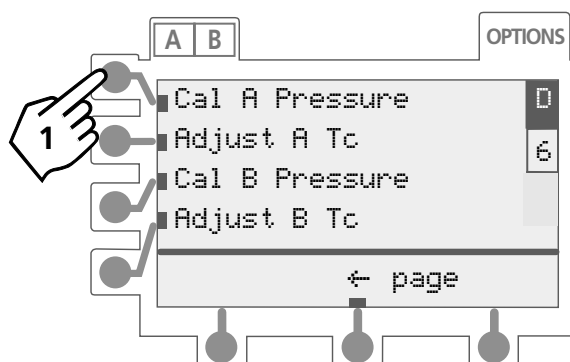 A B
OPTIONS
Cal A Pressure
D
Adjust A Tc
6
1
Cal B Pressure
Adjust B Tc
← page